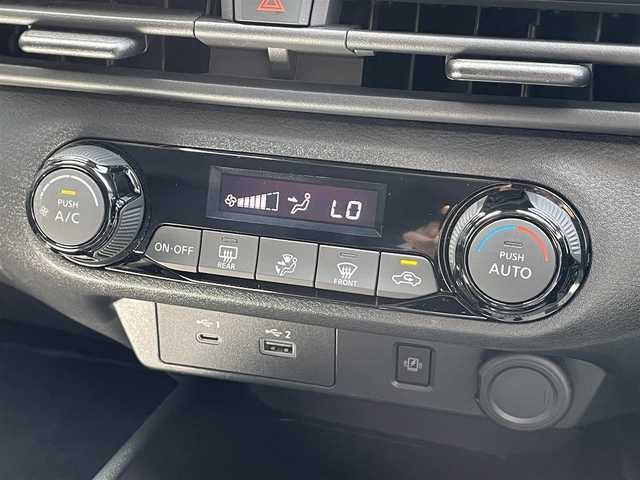 LO
PUSH
A/C
ON·OFF
REAR
FRONT
PUSH
AUTO
1
2